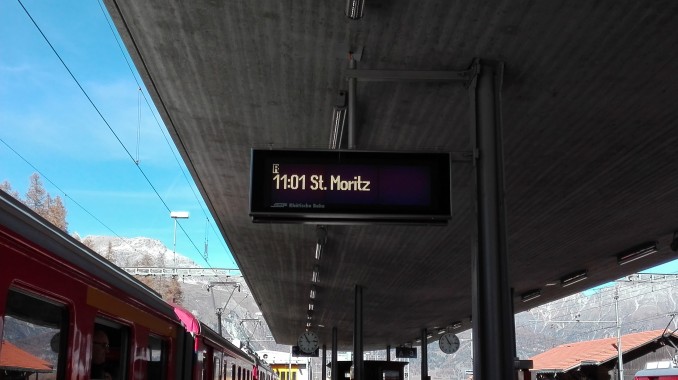 R
11:01 St. Moritz
Rhätische Bahn